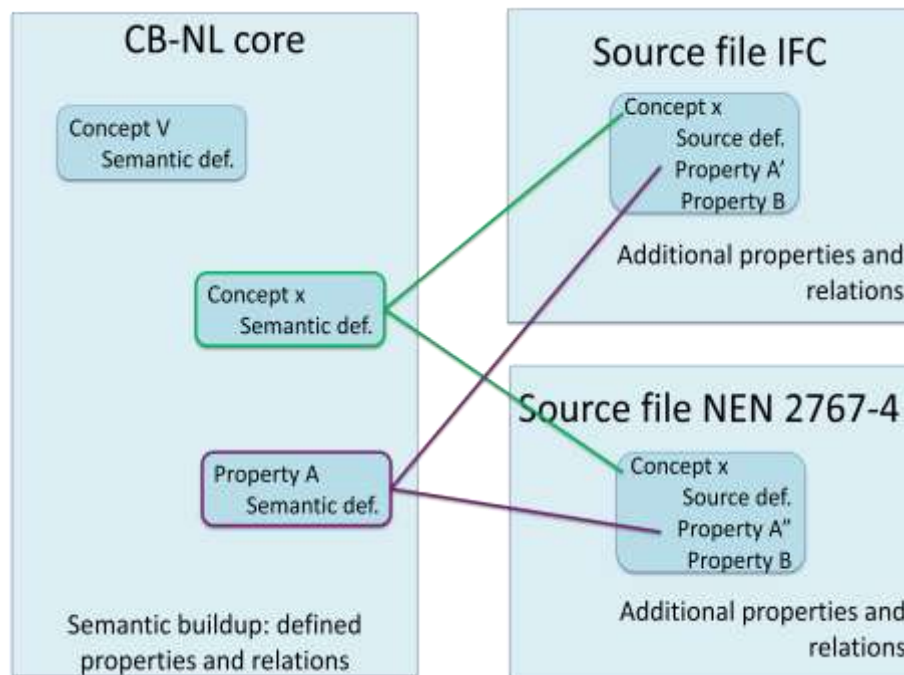 CB-NL core
Concept V
Semantic def.
Concept x
Semantic def.
Property A
Semantic def.
Semantic buildup: defined
properties and relations
Source file IFC
Concept x
Source def.
Property A’
Property B
Additional properties and
relations
Source file NEN 2767-4
Concept x
Source def.
Property A”
Property B
Additional properties and
relations